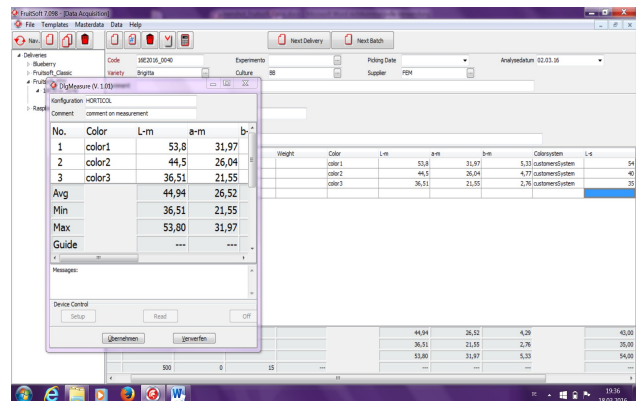 FruitSoft 7.098 - [Data Acquisition]
File Templates Masterdata Data Help
Nav.
Next Delivery
Next Batch
Deliveries
Blueberry
Fruitsoft_Classic
Code 16E2016_0040 Experimento Picking Date Analysedatum 02.03.16
Variety Brigitta Culture BB Supplier FEM
DlgMeasure (V. 1.01)
Konfiguration HORTICOL
Comment comment on measurement
No. Color L-m a-m b-
1 color1 53,8 31,97
2 color2 44,5 26,04
3 color3 36,51 21,55
Avg 44,94 26,52
Min 36,51 21,55
Max 53,80 31,97
Guide --- ---
Messages:
Device Control
Setup Read Off
Übernehmen Verwerfen
Weight Color L-m a-m b-m Colorsystem L-s
color1 53,8 31,97 5,33 customersSystem 54
color2 44,5 26,04 4,77 customersSystem 40
color3 36,51 21,55 2,76 customersSystem 35
44,94 26,52 4,29 43,00
36,51 21,55 2,76 35,00
53,80 31,97 5,33 54,00
500 0 15 --- --- --- --- ---
19:36
18.03.2016